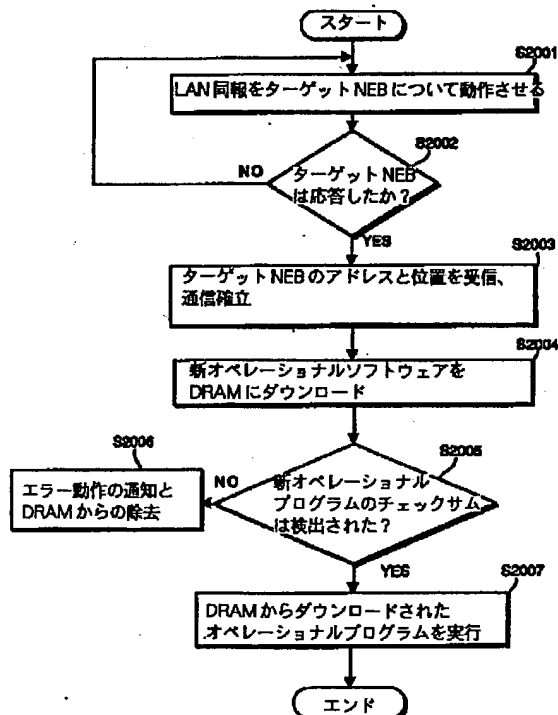 スタート
S2001
LAN同報をターゲットNEBについて動作させる
S2002
ターゲットNEB
は応答したか?
NO
YES
S2003
ターゲットNEBのアドレスと位置を受信、
通信確立
S2004
新オペレーショナルソフトウェアを
DRAMにダウンロード
S2005
新オペレーショナル
プログラムのチェックサム
は検出された?
NO
S2006
エラー動作の通知と
DRAMからの除去
YES
S2007
DRAMからダウンロードされた
オペレーショナルプログラムを実行
エンド